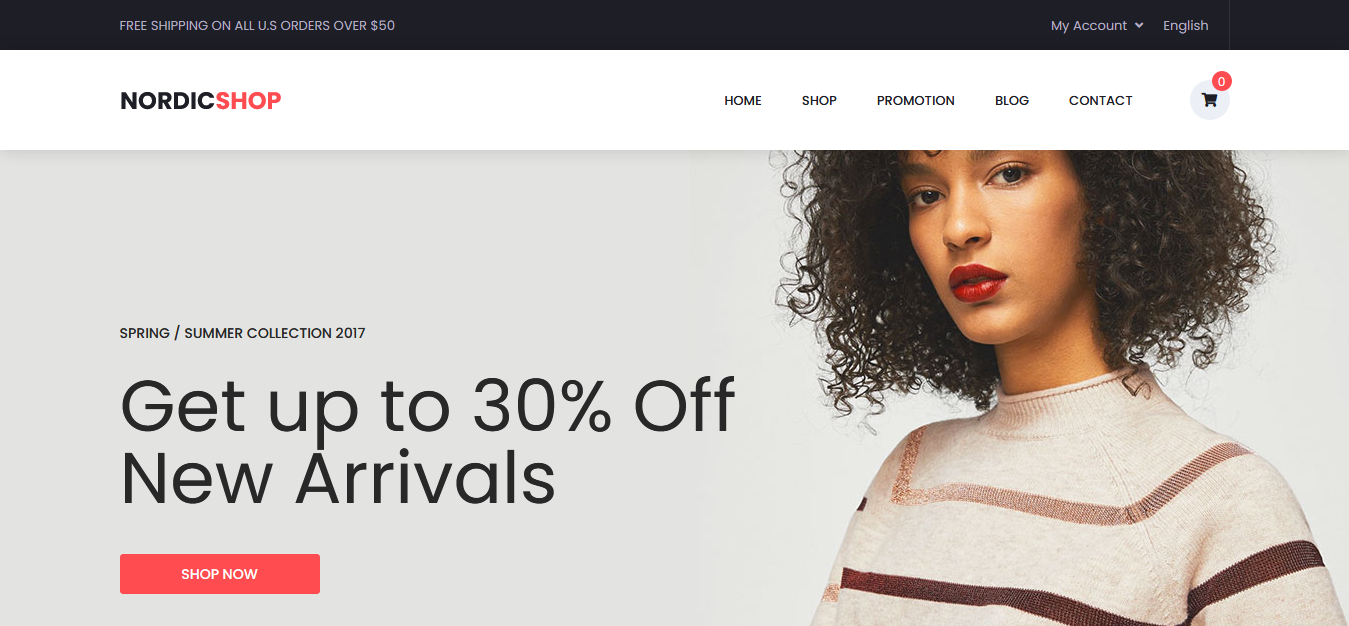 FREE SHIPPING ON ALL U.S ORDERS OVER $50
My Account English
NORDICSHOP
HOME SHOP PROMOTION BLOG CONTACT
0
SPRING / SUMMER COLLECTION 2017
Get up to 30% Off
New Arrivals
SHOP NOW